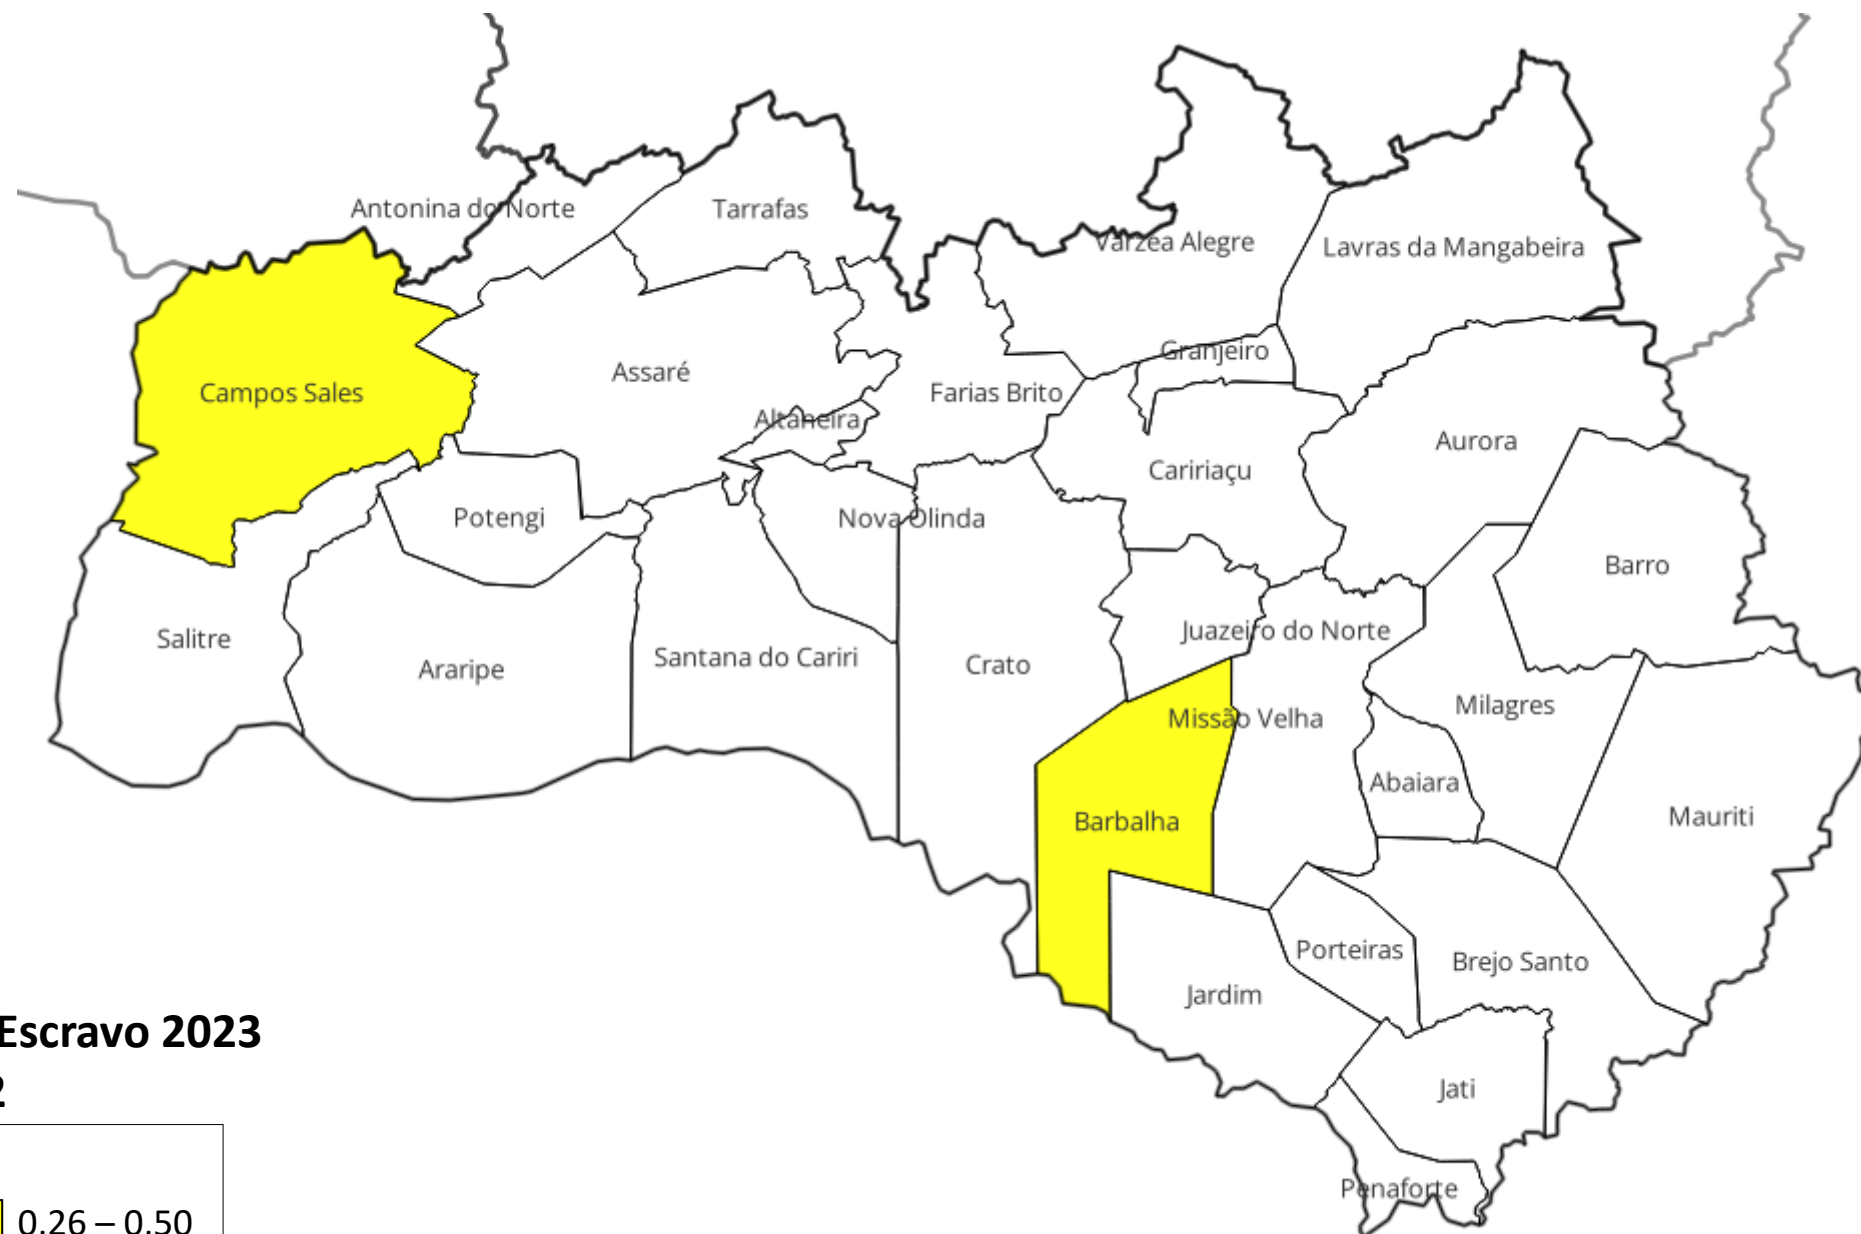 Antonina do Norte
Tarrafas
Várzea Alegre
Lavras da Mangabeira
Granjeiro
Assaré
Campos Sales
Farias Brito
Altaneira
Aurora
Caririaçu
Potengi
Nova Olinda
Barro
Juazeiro do Norte
Salitre
Santana do Cariri
Crato
Araripe
Milagres
Missão Velha
Abaiara
Mauriti
Barbalha
Porteiras
Brejo Santo
Jardim
Escravo 2023
2
Jati
Penaforte
0,26 – 0,50